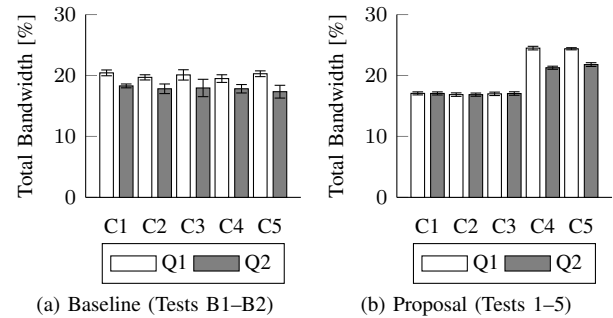 Total Bandwidth [%]
30
20
10
0
C1 C2 C3 C4 C5
Q1 Q2
(a) Baseline (Tests B1–B2)
Total Bandwidth [%]
30
20
10
0
C1 C2 C3 C4 C5
Q1 Q2
(b) Proposal (Tests 1–5)